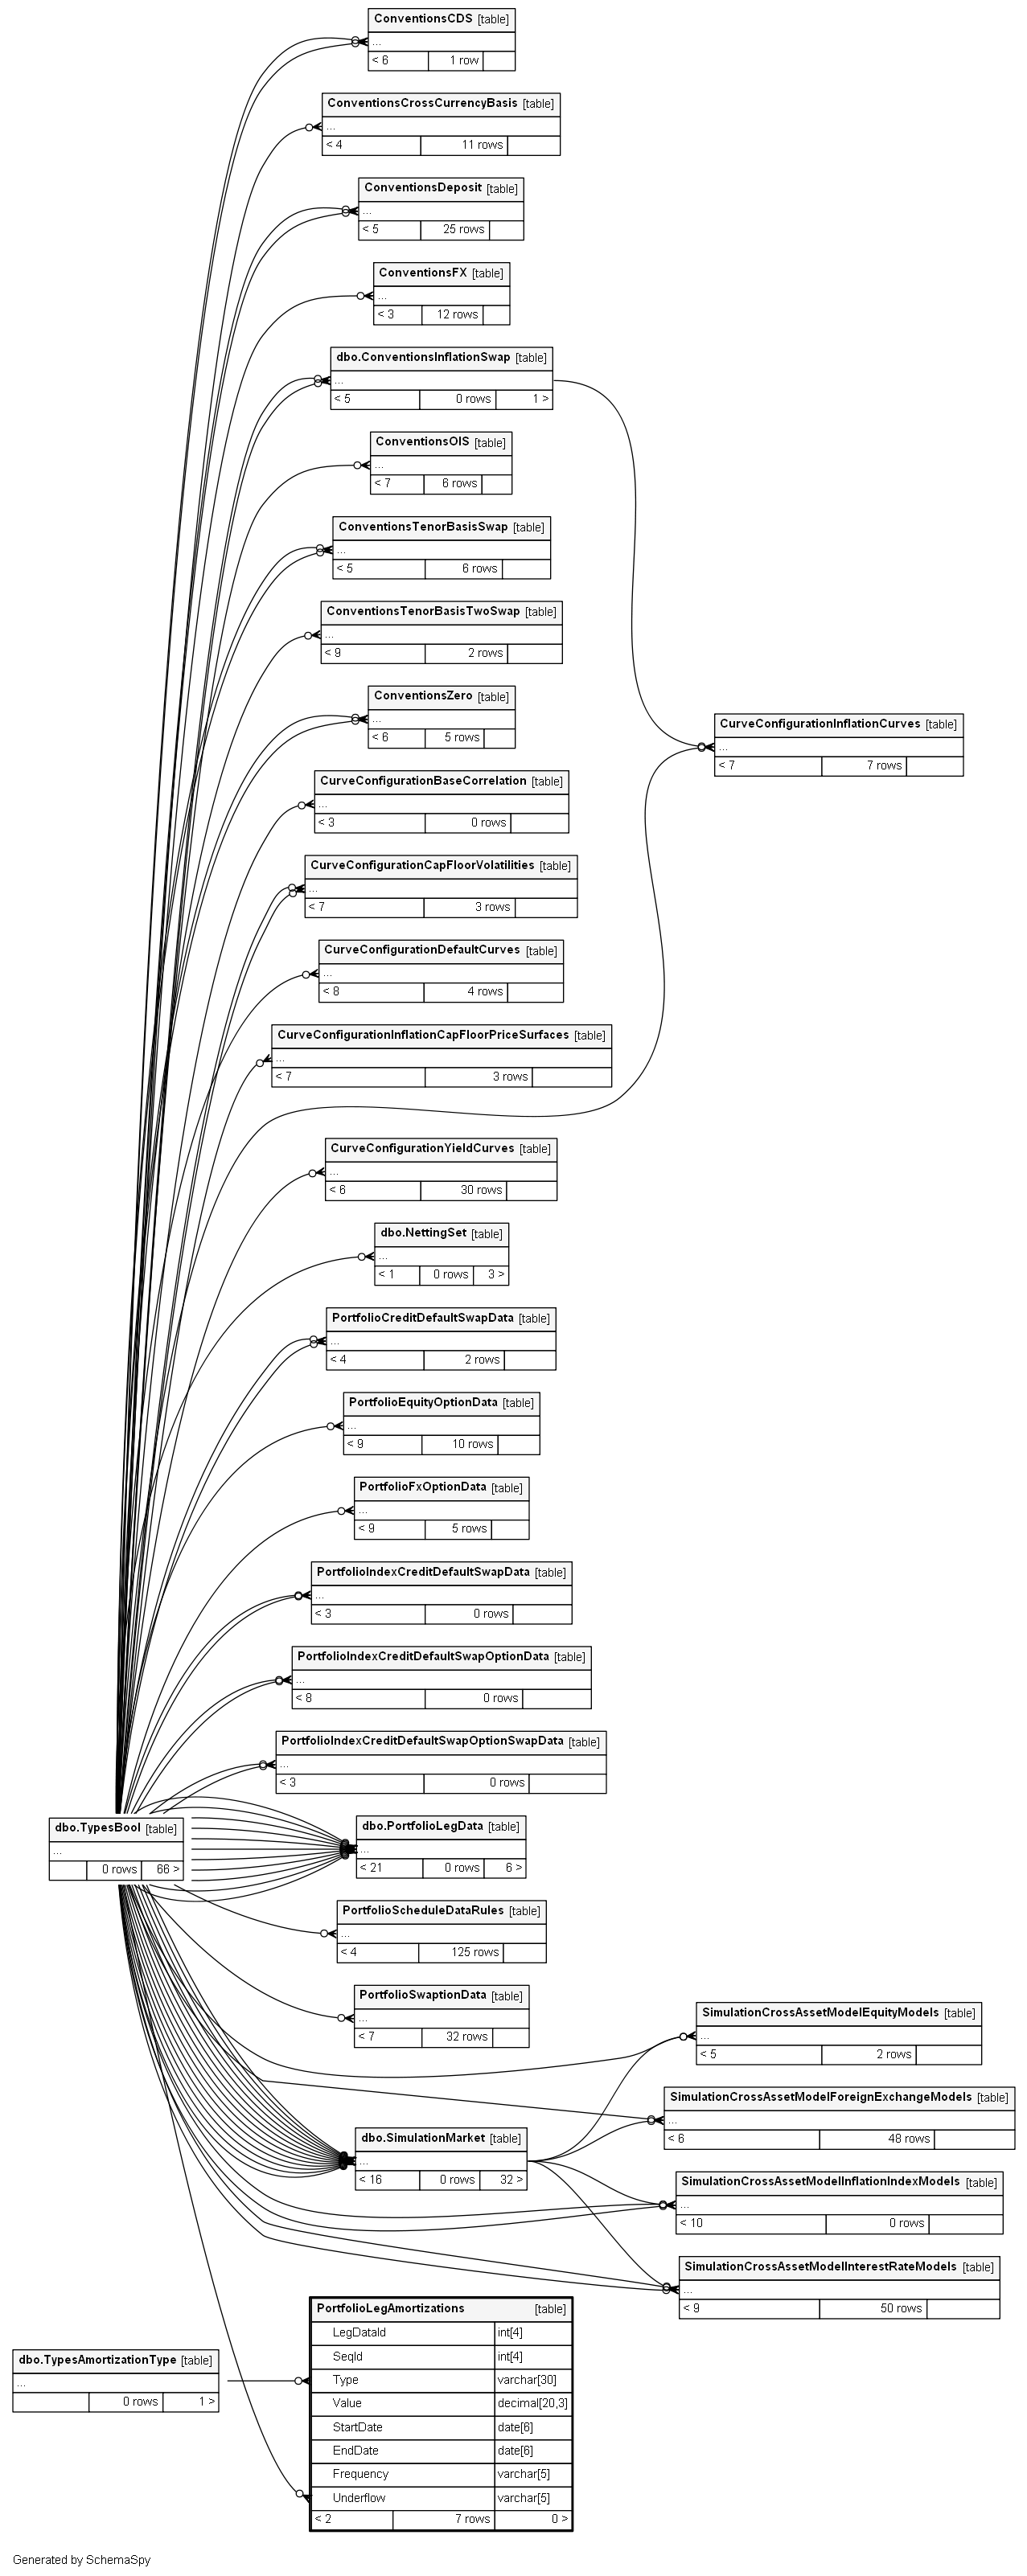 ConventionsCDS [table]
...
< 6 1 row
ConventionsCrossCurrencyBasis [table]
...
< 4 11 rows
ConventionsDeposit [table]
...
< 5 25 rows
ConventionsFX [table]
...
< 3 12 rows
dbo.ConventionsInflationSwap [table]
...
< 5 0 rows 1 >
ConventionsOIS [table]
...
< 7 6 rows
ConventionsTenorBasisSwap [table]
...
< 5 6 rows
ConventionsTenorBasisTwoSwap [table]
...
< 9 2 rows
ConventionsZero [table]
...
< 6 5 rows
CurveConfigurationInflationCurves [table]
...
< 7 7 rows
CurveConfigurationBaseCorrelation [table]
...
< 3 0 rows
CurveConfigurationCapFloorVolatilities [table]
...
< 7 3 rows
CurveConfigurationDefaultCurves [table]
...
< 8 4 rows
CurveConfigurationInflationCapFloorPriceSurfaces [table]
...
< 7 3 rows
CurveConfigurationYieldCurves [table]
...
< 6 30 rows
dbo.NettingSet [table]
...
< 1 0 rows 3 >
PortfolioCreditDefaultSwapData [table]
...
< 4 2 rows
PortfolioEquityOptionData [table]
...
< 9 10 rows
PortfolioFxOptionData [table]
...
< 9 5 rows
PortfolioIndexCreditDefaultSwapData [table]
...
< 3 0 rows
PortfolioIndexCreditDefaultSwapOptionData [table]
...
< 8 0 rows
PortfolioIndexCreditDefaultSwapOptionSwapData [table]
...
< 3 0 rows
dbo.TypesBool [table]
...
0 rows 66 >
dbo.PortfolioLegData [table]
...
< 21 0 rows 6 >
PortfolioScheduleDataRules [table]
...
< 4 125 rows
PortfolioSwaptionData [table]
...
< 7 32 rows
SimulationCrossAssetModelEquityModels [table]
...
< 5 2 rows
SimulationCrossAssetModelForeignExchangeModels [table]
...
< 6 48 rows
dbo.SimulationMarket [table]
...
< 16 0 rows 32 >
SimulationCrossAssetModelInflationIndexModels [table]
...
< 10 0 rows
SimulationCrossAssetModelInterestRateModels [table]
...
< 9 50 rows
PortfolioLegAmortizations [table]
LegDataId int[4]
SeqId int[4]
Type varchar[30]
Value decimal[20,3]
StartDate date[6]
EndDate date[6]
Frequency varchar[5]
Underflow varchar[5]
< 2 7 rows 0 >
dbo.TypesAmortizationType [table]
...
0 rows 1 >
Generated by SchemaSpy